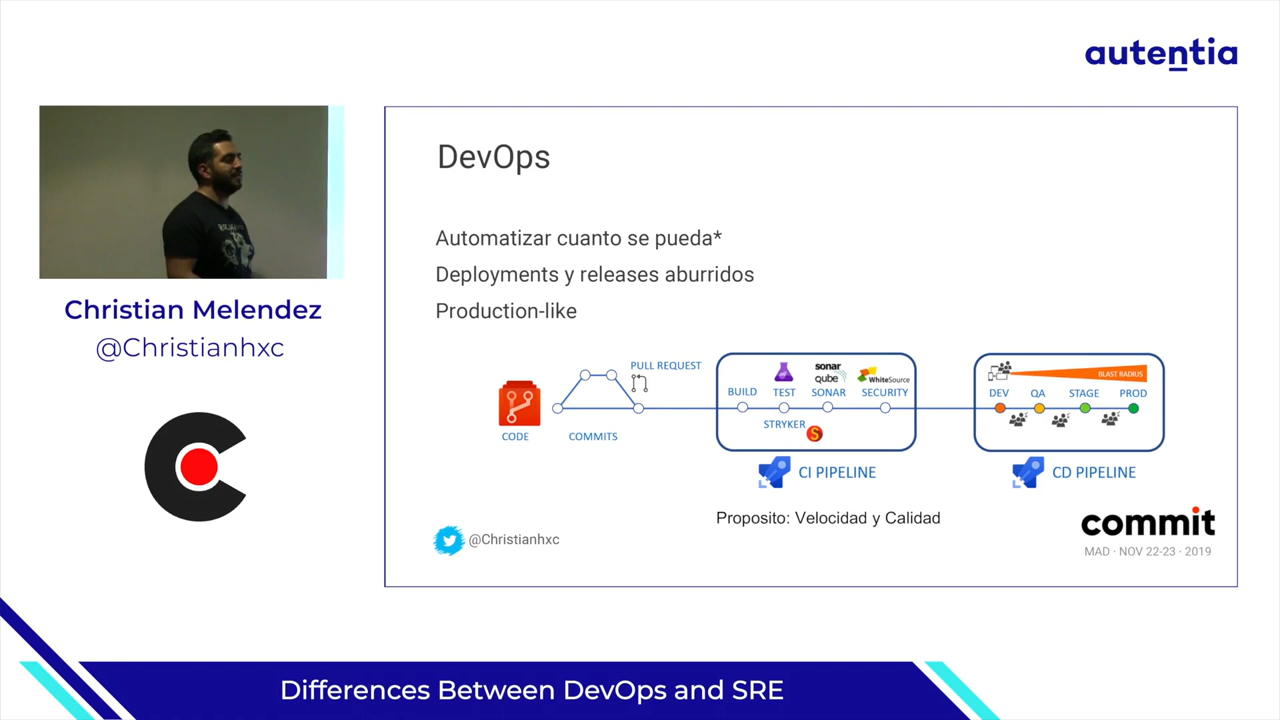 autentia
DevOps
Automatizar cuanto se pueda*
Deployments y releases aburridos
Production-like
PULL REQUEST
CODE
COMMITS
BUILD
TEST
sonar
qube
SONAR
WhiteSource
SECURITY
STRYKER
S
CI PIPELINE
BLAST RADIUS
DEV
QA
STAGE
PROD
CD PIPELINE
Proposito: Velocidad y Calidad
@Christianhxc
commit
MAD · NOV 22-23 · 2019
Christian Melendez
@Christianhxc
Differences Between DevOps and SRE